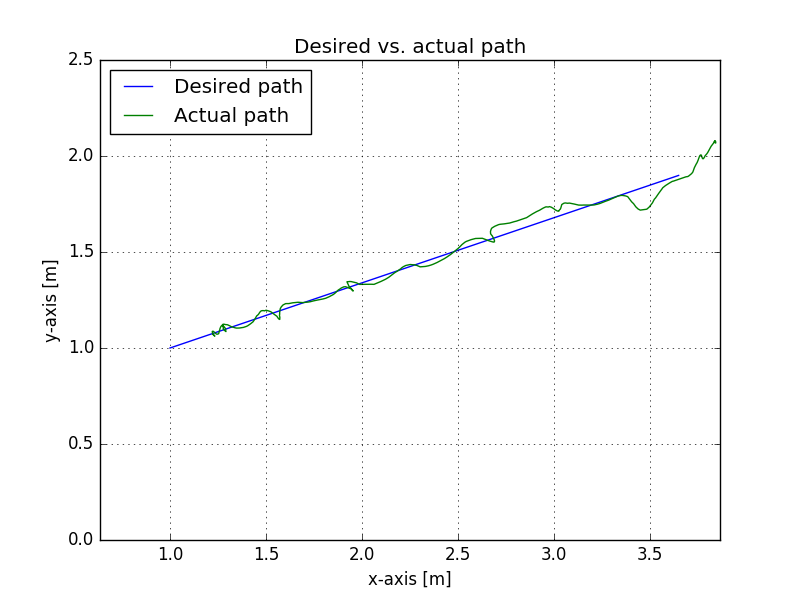 Desired vs. actual path
Desired path
Actual path
2.5
2.0
1.5
1.0
0.5
0.0
y-axis [m]
1.0 1.5 2.0 2.5 3.0 3.5
x-axis [m]